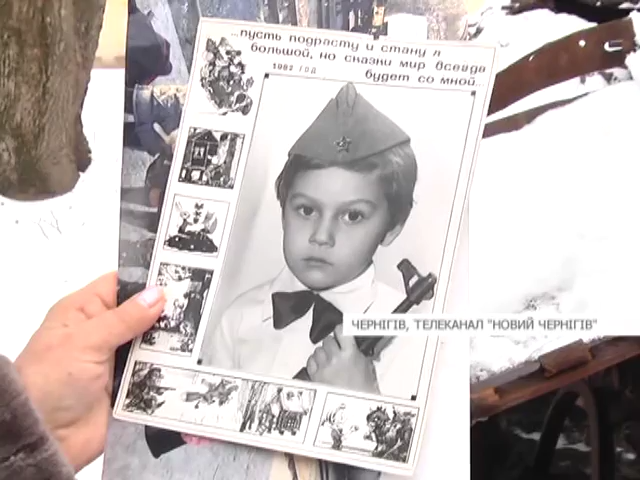 ...пусть подрасту и стану я
большой, но сказки мир всегда
будет со мной...
1982 год
ЧЕРНІГІВ, ТЕЛЕКАНАЛ "НОВИЙ ЧЕРНІГІВ"